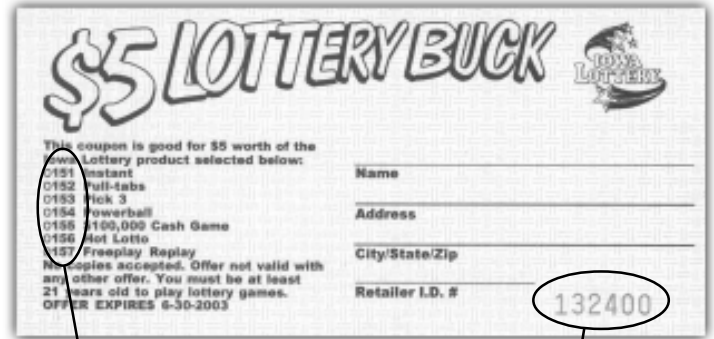 $5 LOTTERY BUCK
IOWA
LOTTERY
This coupon is good for $5 worth of the
Iowa Lottery product selected below:
0151 Instant
0152 Pull-tabs
0153 Pick 3
0154 Powerball
0155 $100,000 Cash Game
0156 Hot Lotto
0157 Freeplay Replay
No copies accepted. Offer not valid with
any other offer. You must be at least
21 years old to play lottery games.
OFFER EXPIRES 6-30-2003
Name
Address
City/State/Zip
Retailer I.D. #
132400